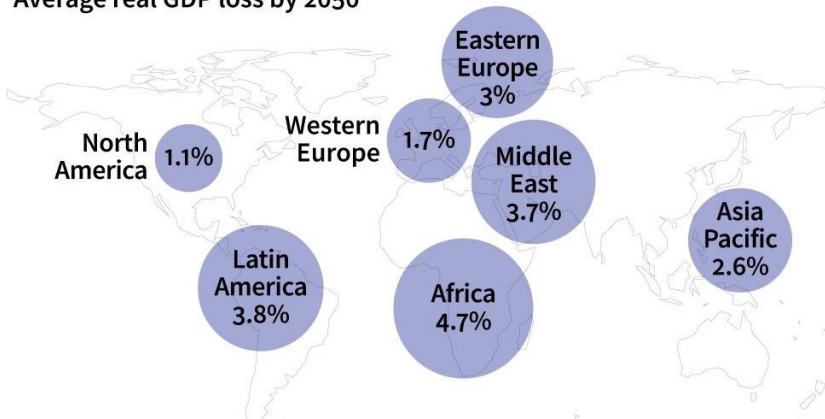 Average real GDP loss by 2050
Eastern
Europe
3%
North
America
1.1%
Western
Europe
1.7%
Middle
East
3.7%
Asia
Pacific
2.6%
Latin
America
3.8%
Africa
4.7%